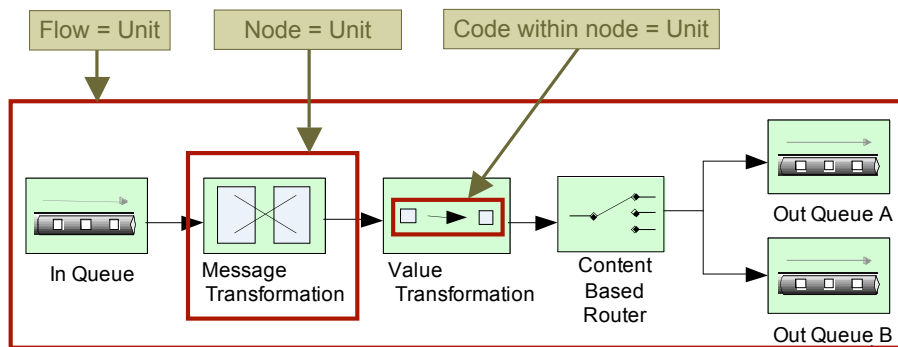 Flow = Unit
Node = Unit
Code within node = Unit
In Queue
Message
Transformation
Value
Transformation
Content
Based
Router
Out Queue A
Out Queue B